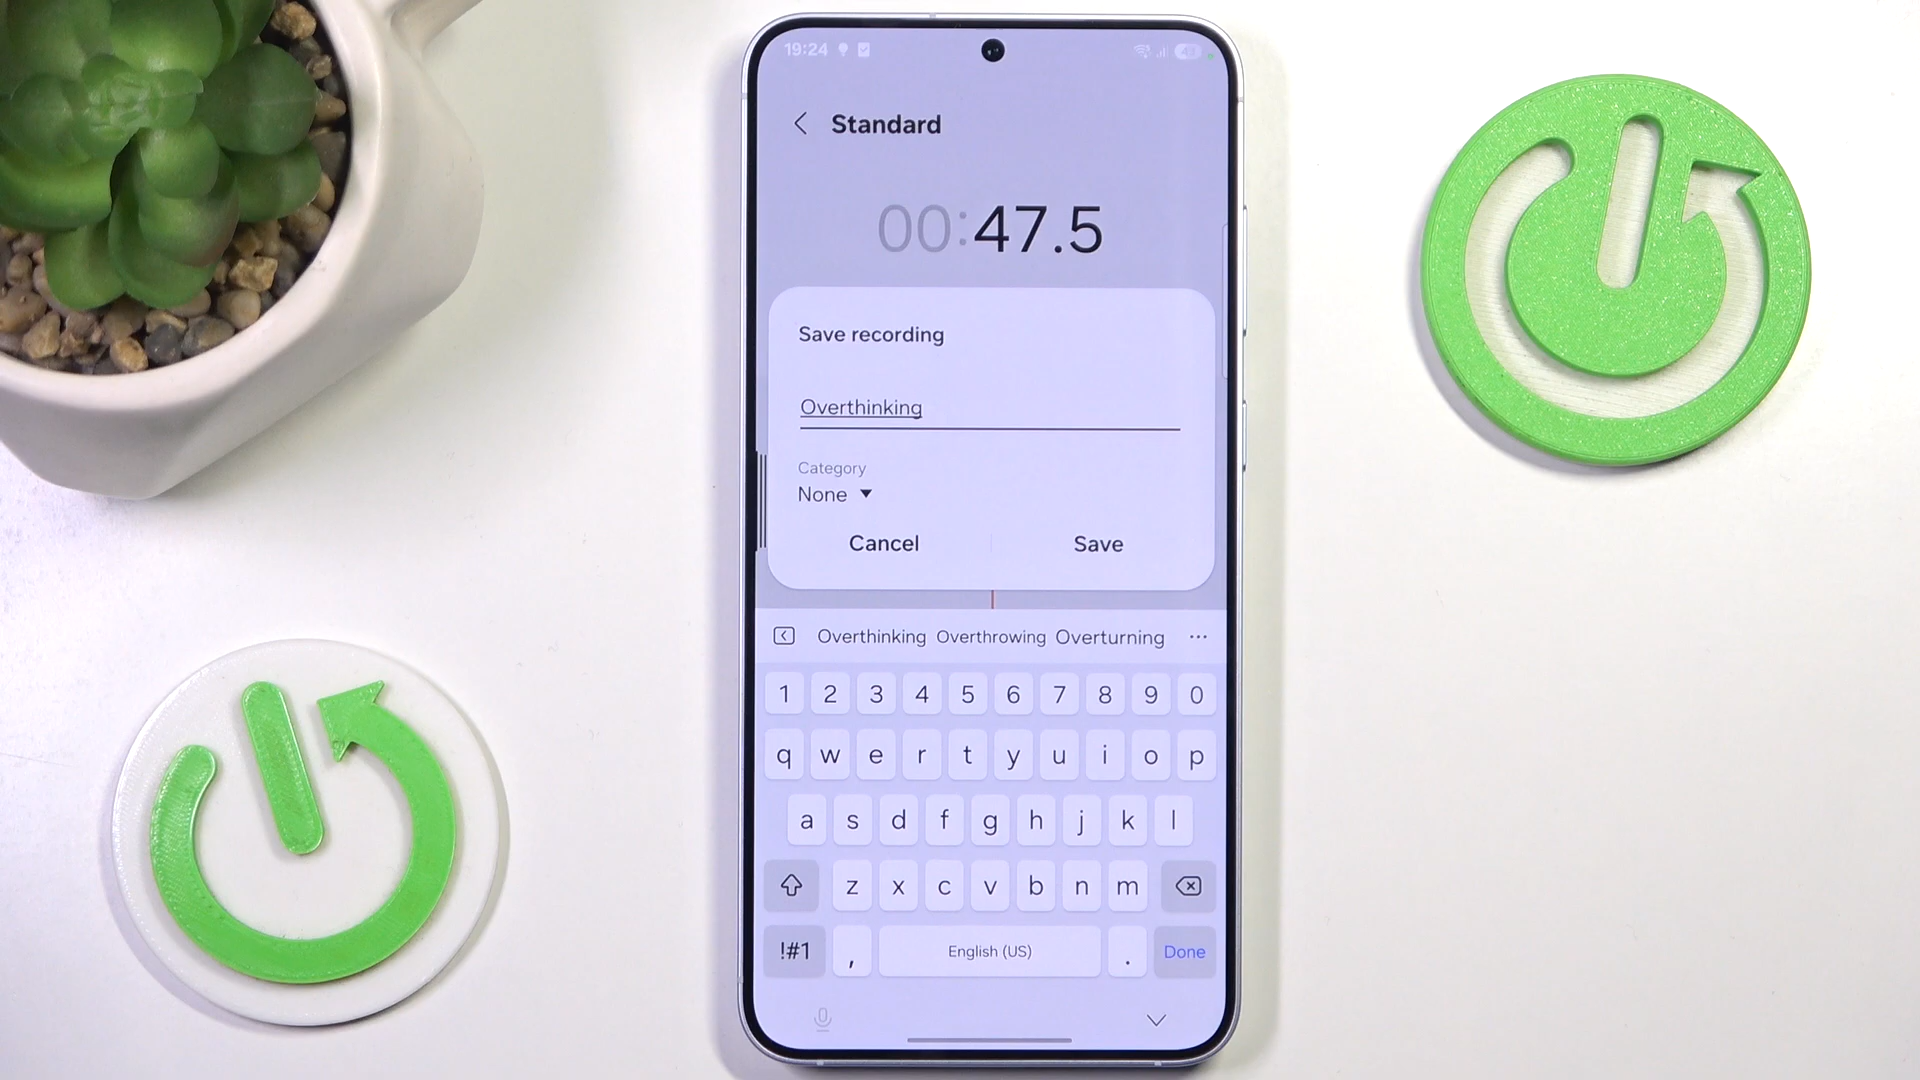 19:24
Standard
00:47.5
Save recording
Overthinking
Category
None
Cancel Save
Overthinking Overthrowing Overturning
1 2 3 4 5 6 7 8 9 0
q w e r t y u i o p
a s d f g h j k l
z x c v b n m
!#1 , English (US) . Done